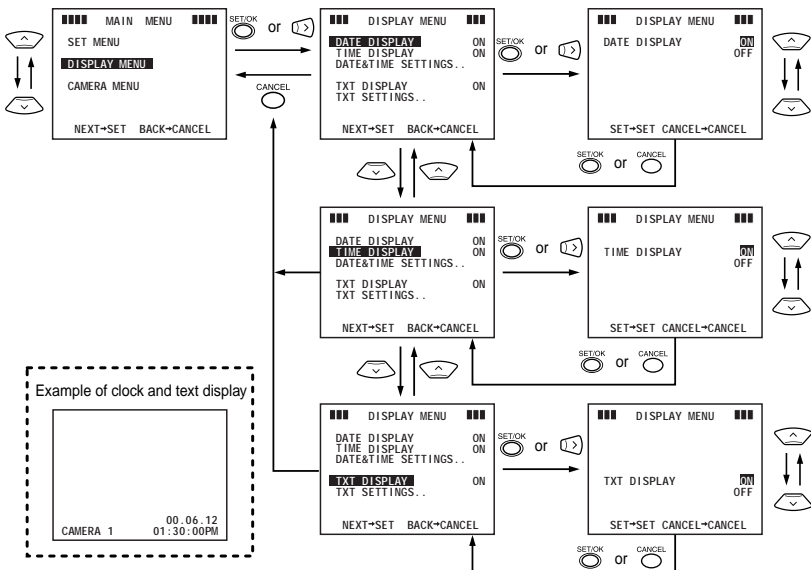 MAIN MENU
SET MENU
DISPLAY MENU
CAMERA MENU
NEXT→SET BACK→CANCEL
SET/OK
or
CANCEL
DISPLAY MENU
DATE DISPLAY ON
TIME DISPLAY ON
DATE&TIME SETTINGS..
TXT DISPLAY ON
TXT SETTINGS..
NEXT→SET BACK→CANCEL
SET/OK
or
DISPLAY MENU
DATE DISPLAY ON
OFF
SET→SET CANCEL→CANCEL
SET/OK
or
CANCEL
DISPLAY MENU
DATE DISPLAY ON
TIME DISPLAY ON
DATE&TIME SETTINGS..
TXT DISPLAY ON
TXT SETTINGS..
NEXT→SET BACK→CANCEL
SET/OK
or
DISPLAY MENU
TIME DISPLAY ON
OFF
SET→SET CANCEL→CANCEL
SET/OK
or
CANCEL
Example of clock and text display
00.06.12
CAMERA 1 01:30:00PM
DISPLAY MENU
DATE DISPLAY ON
TIME DISPLAY ON
DATE&TIME SETTINGS..
TXT DISPLAY ON
TXT SETTINGS..
NEXT→SET BACK→CANCEL
SET/OK
or
DISPLAY MENU
TXT DISPLAY ON
OFF
SET→SET CANCEL→CANCEL
SET/OK
or
CANCEL